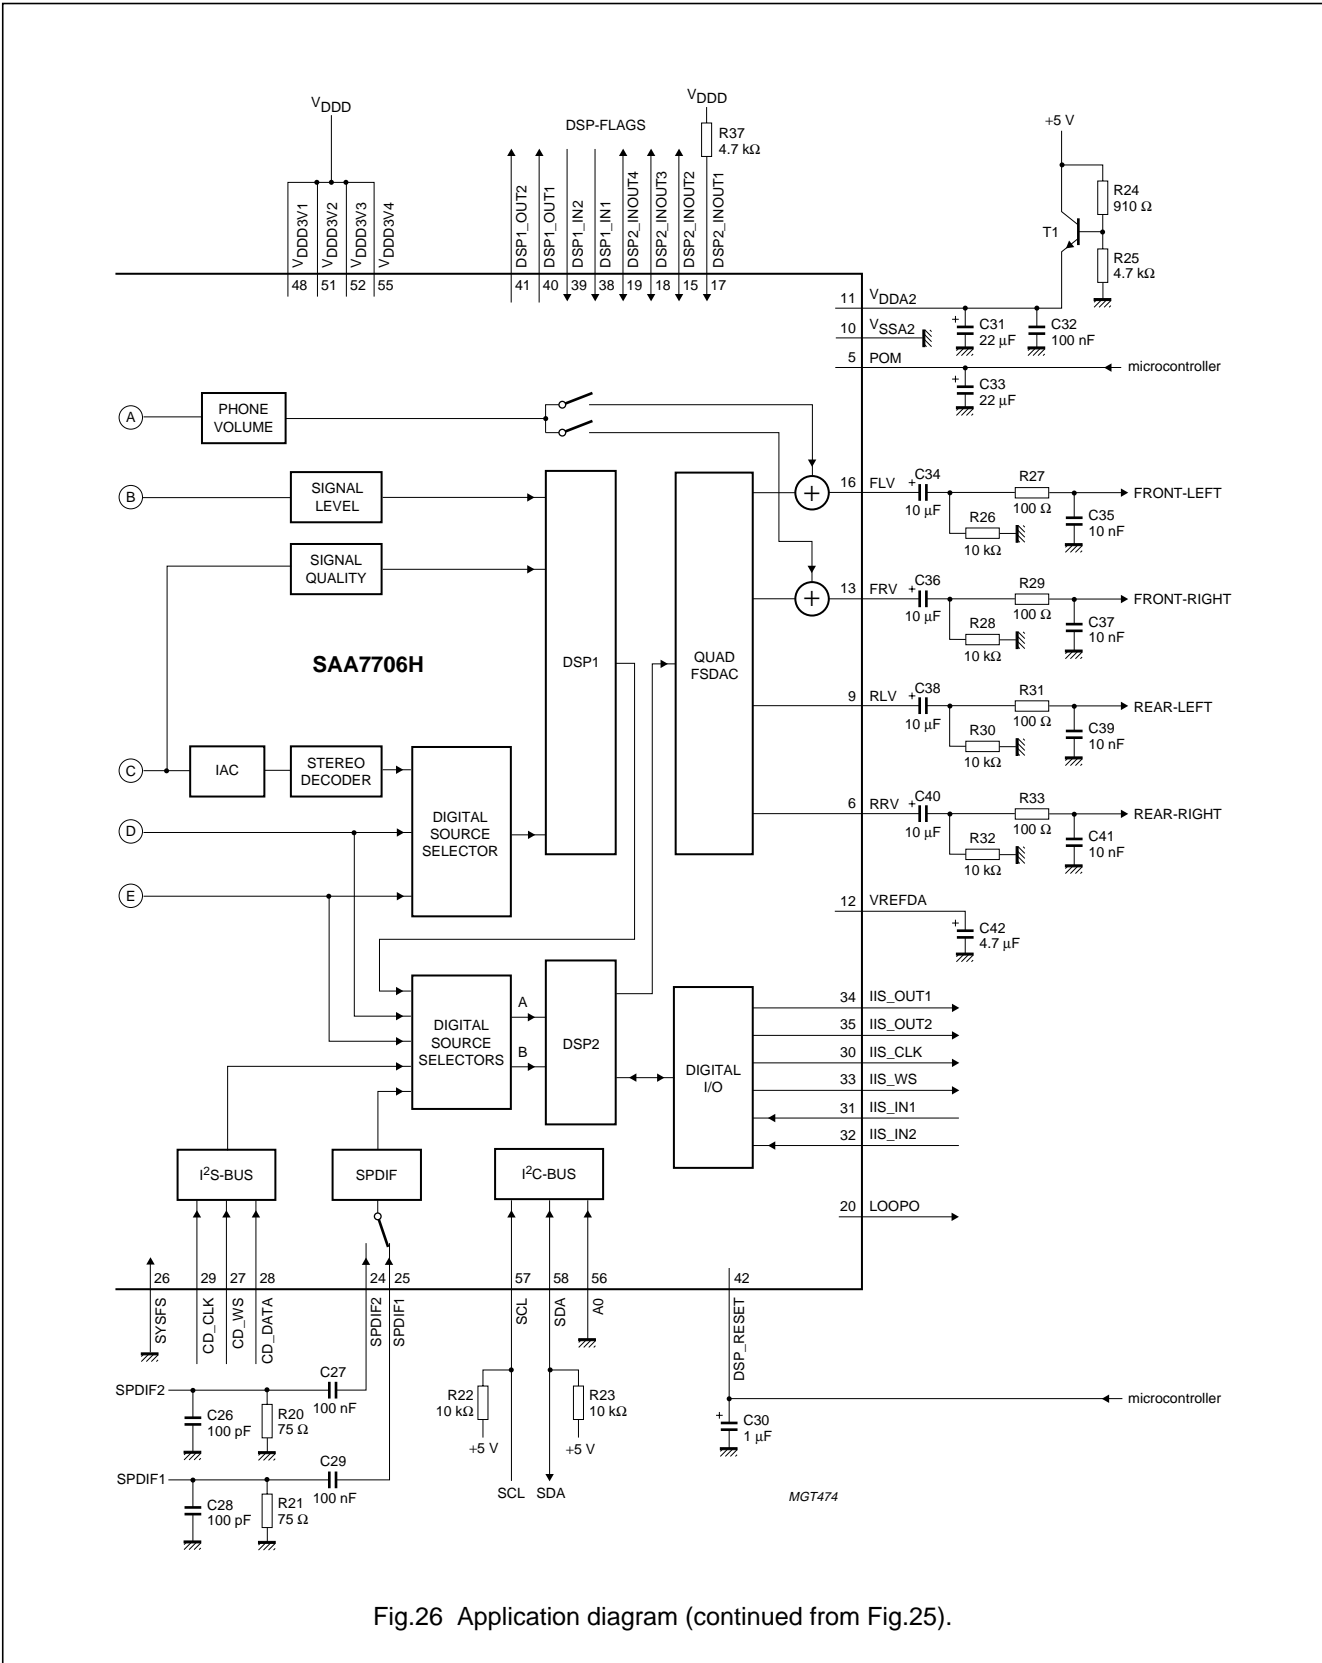 VDDD
DSP-FLAGS
VDDD
R37
4.7 kΩ
+5 V
R24
910 Ω
T1
R25
4.7 kΩ
VDDD3V1
VDDD3V2
VDDD3V3
VDDD3V4
DSP1_OUT2
DSP1_OUT1
DSP1_IN2
DSP1_IN1
DSP2_INOUT4
DSP2_INOUT3
DSP2_INOUT2
DSP2_INOUT1
48 51 52 55
41 40 39 38 19 18 15 17
11 VDDA2
10 VSSA2
C31
22 μF
C32
100 nF
5 POM
microcontroller
C33
22 μF
A
PHONE
VOLUME
B
SIGNAL
LEVEL
SIGNAL
QUALITY
SAA7706H
DSP1
QUAD
FSDAC
16 FLV
C34
10 μF
R26
10 kΩ
R27
100 Ω
C35
10 nF
FRONT-LEFT
13 FRV
C36
10 μF
R28
10 kΩ
R29
100 Ω
C37
10 nF
FRONT-RIGHT
9 RLV
C38
10 μF
R30
10 kΩ
R31
100 Ω
C39
10 nF
REAR-LEFT
6 RRV
C40
10 μF
R32
10 kΩ
R33
100 Ω
C41
10 nF
REAR-RIGHT
C
IAC
STEREO
DECODER
D
E
DIGITAL
SOURCE
SELECTOR
12 VREFDA
C42
4.7 μF
DIGITAL
SOURCE
SELECTORS
A
B
DSP2
DIGITAL
I/O
34 IIS_OUT1
35 IIS_OUT2
30 IIS_CLK
33 IIS_WS
31 IIS_IN1
32 IIS_IN2
20 LOOPO
I2S-BUS
SPDIF
I2C-BUS
26 29 27 28 24 25 57 58 56 42
SYSFS
CD_CLK
CD_WS
CD_DATA
SPDIF2
SPDIF1
SCL
SDA
A0
DSP_RESET
SPDIF2
C26
100 pF
R20
75 Ω
C27
100 nF
SPDIF1
C28
100 pF
R21
75 Ω
C29
100 nF
R22
10 kΩ
+5 V
R23
10 kΩ
+5 V
SCL SDA
microcontroller
C30
1 μF
MGT474
Fig.26 Application diagram (continued from Fig.25).